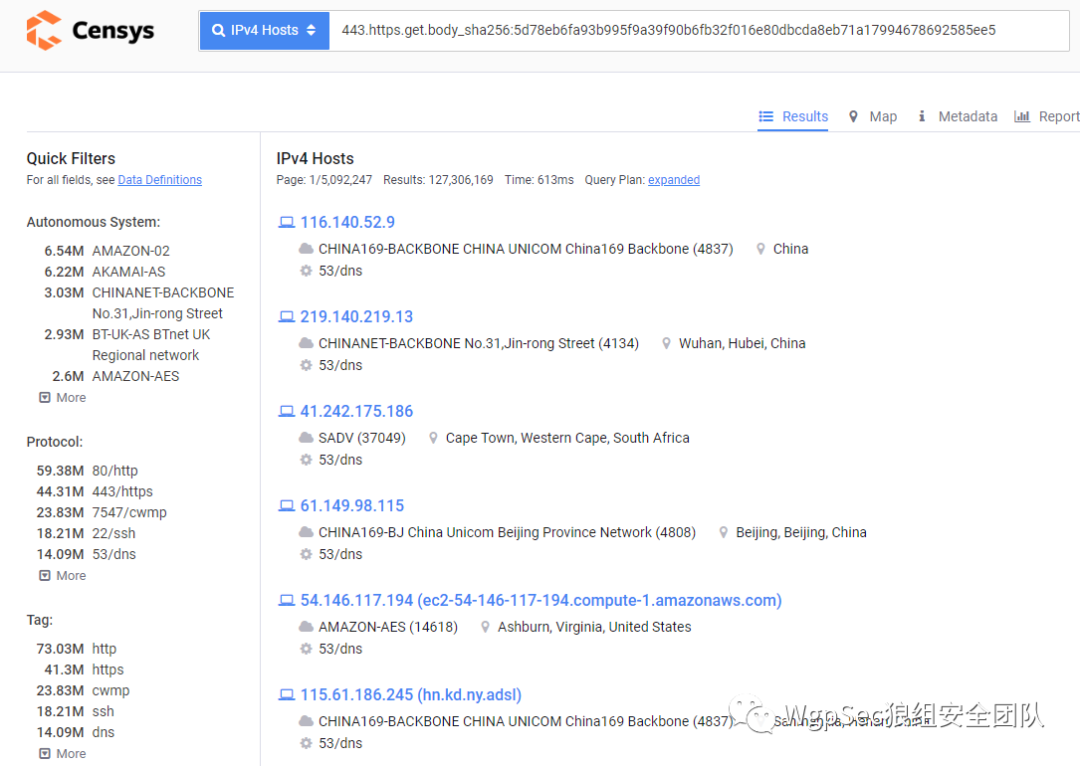 Censys
IPv4 Hosts
443.https.get.body_sha256:5d78eb6fa93b995f9a39f90b6fb32f016e80dbcda8eb71a17994678692585ee5
Results Map Metadata Report
Quick Filters
For all fields, see Data Definitions
Autonomous System:
6.54M AMAZON-02
6.22M AKAMAI-AS
3.03M CHINANET-BACKBONE
No.31,Jin-rong Street
2.93M BT-UK-AS BTnet UK
Regional network
2.6M AMAZON-AES
More
Protocol:
59.38M 80/http
44.31M 443/https
23.83M 7547/cwmp
18.21M 22/ssh
14.09M 53/dns
More
Tag:
73.03M http
41.3M https
23.83M cwmp
18.21M ssh
14.09M dns
More
IPv4 Hosts
Page: 1/5,092,247 Results: 127,306,169 Time: 613ms Query Plan: expanded
116.140.52.9
CHINA169-BACKBONE CHINA UNICOM China169 Backbone (4837) China
53/dns
219.140.219.13
CHINANET-BACKBONE No.31,Jin-rong Street (4134) Wuhan, Hubei, China
53/dns
41.242.175.186
SADV (37049) Cape Town, Western Cape, South Africa
53/dns
61.149.98.115
CHINA169-BJ China Unicom Beijing Province Network (4808) Beijing, Beijing, China
53/dns
54.146.117.194 (ec2-54-146-117-194.compute-1.amazonaws.com)
AMAZON-AES (14618) Ashburn, Virginia, United States
53/dns
115.61.186.245 (hn.kd.ny.adsl)
CHINA169-BACKBONE CHINA UNICOM China169 Backbone (4837)
53/dns
WgpSec狼组安全团队